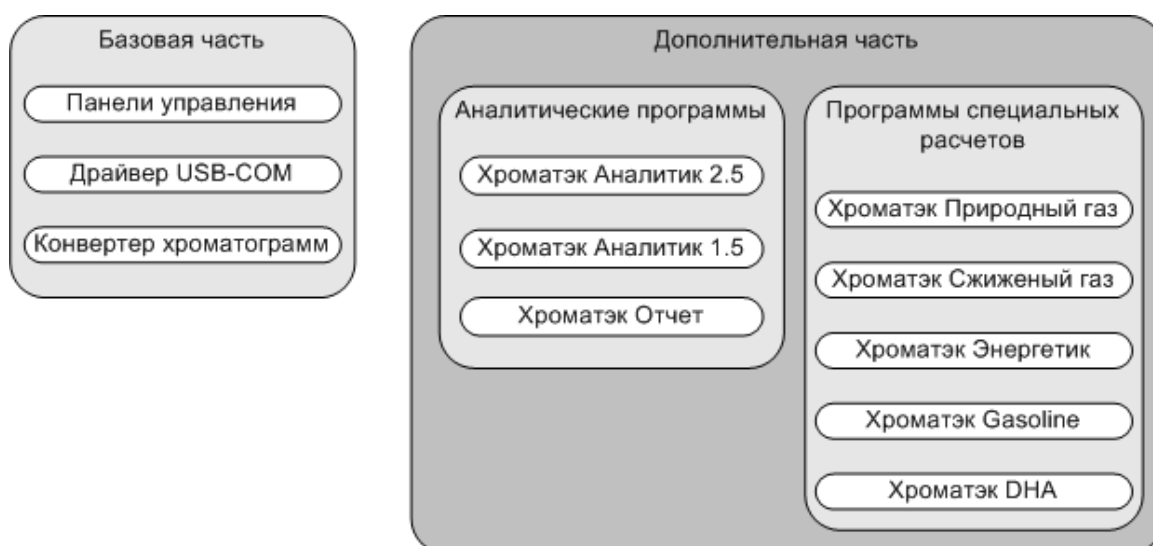 Базовая часть
Панели управления
Драйвер USB-COM
Конвертер хроматограмм
Дополнительная часть
Аналитические программы
Хроматэк Аналитик 2.5
Хроматэк Аналитик 1.5
Хроматэк Отчет
Программы специальных
расчетов
Хроматэк Природный газ
Хроматэк Сжиженый газ
Хроматэк Энергетик
Хроматэк Gasoline
Хроматэк DHA